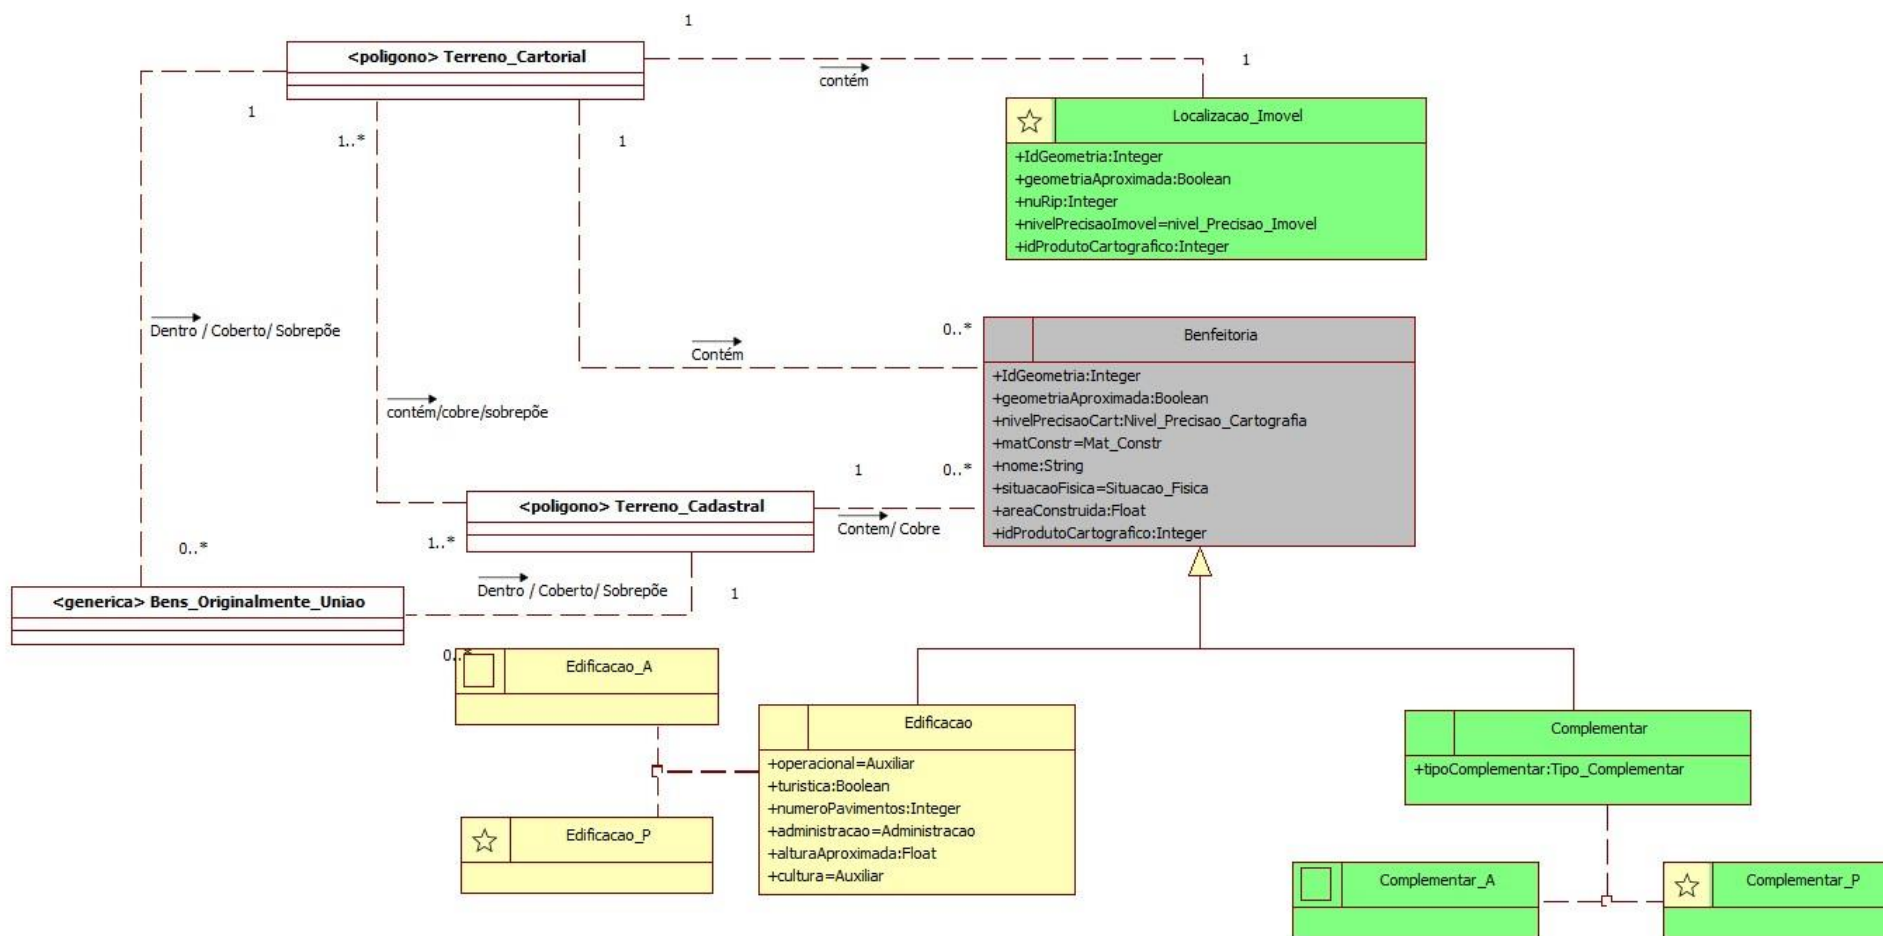 1
<poligono> Terreno_Cartorial
1
contém
1
1..*
1
Localizacao_Imovel
+IdGeometria:Integer
+geometriaAproximada:Boolean
+nuRip:Integer
+nivelPrecisaoImovel=nivel_Precisao_Imovel
+idProdutoCartografico:Integer
Dentro / Coberto/ Sobrepõe
Contém
0..*
Benfeitoria
+IdGeometria:Integer
+geometriaAproximada:Boolean
+nivelPrecisaoCart:Nivel_Precisao_Cartografia
+matConstr=Mat_Constr
+nome:String
+situacaoFisica=Situacao_Fisica
+areaConstruida:Float
+idProdutoCartografico:Integer
contém/cobre/sobrepõe
1
0..*
<poligono> Terreno_Cadastral
Contem/ Cobre
0..*
1..*
Dentro / Coberto/ Sobrepõe
1
<generica> Bens_Originalmente_Uniao
0..*
Edificacao_A
Edificacao
+operacional=Auxiliar
+turistica:Boolean
+numeroPavimentos:Integer
+administracao=Administracao
+alturaAproximada:Float
+cultura=Auxiliar
Edificacao_P
Complementar
+tipoComplementar:Tipo_Complementar
Complementar_A
Complementar_P